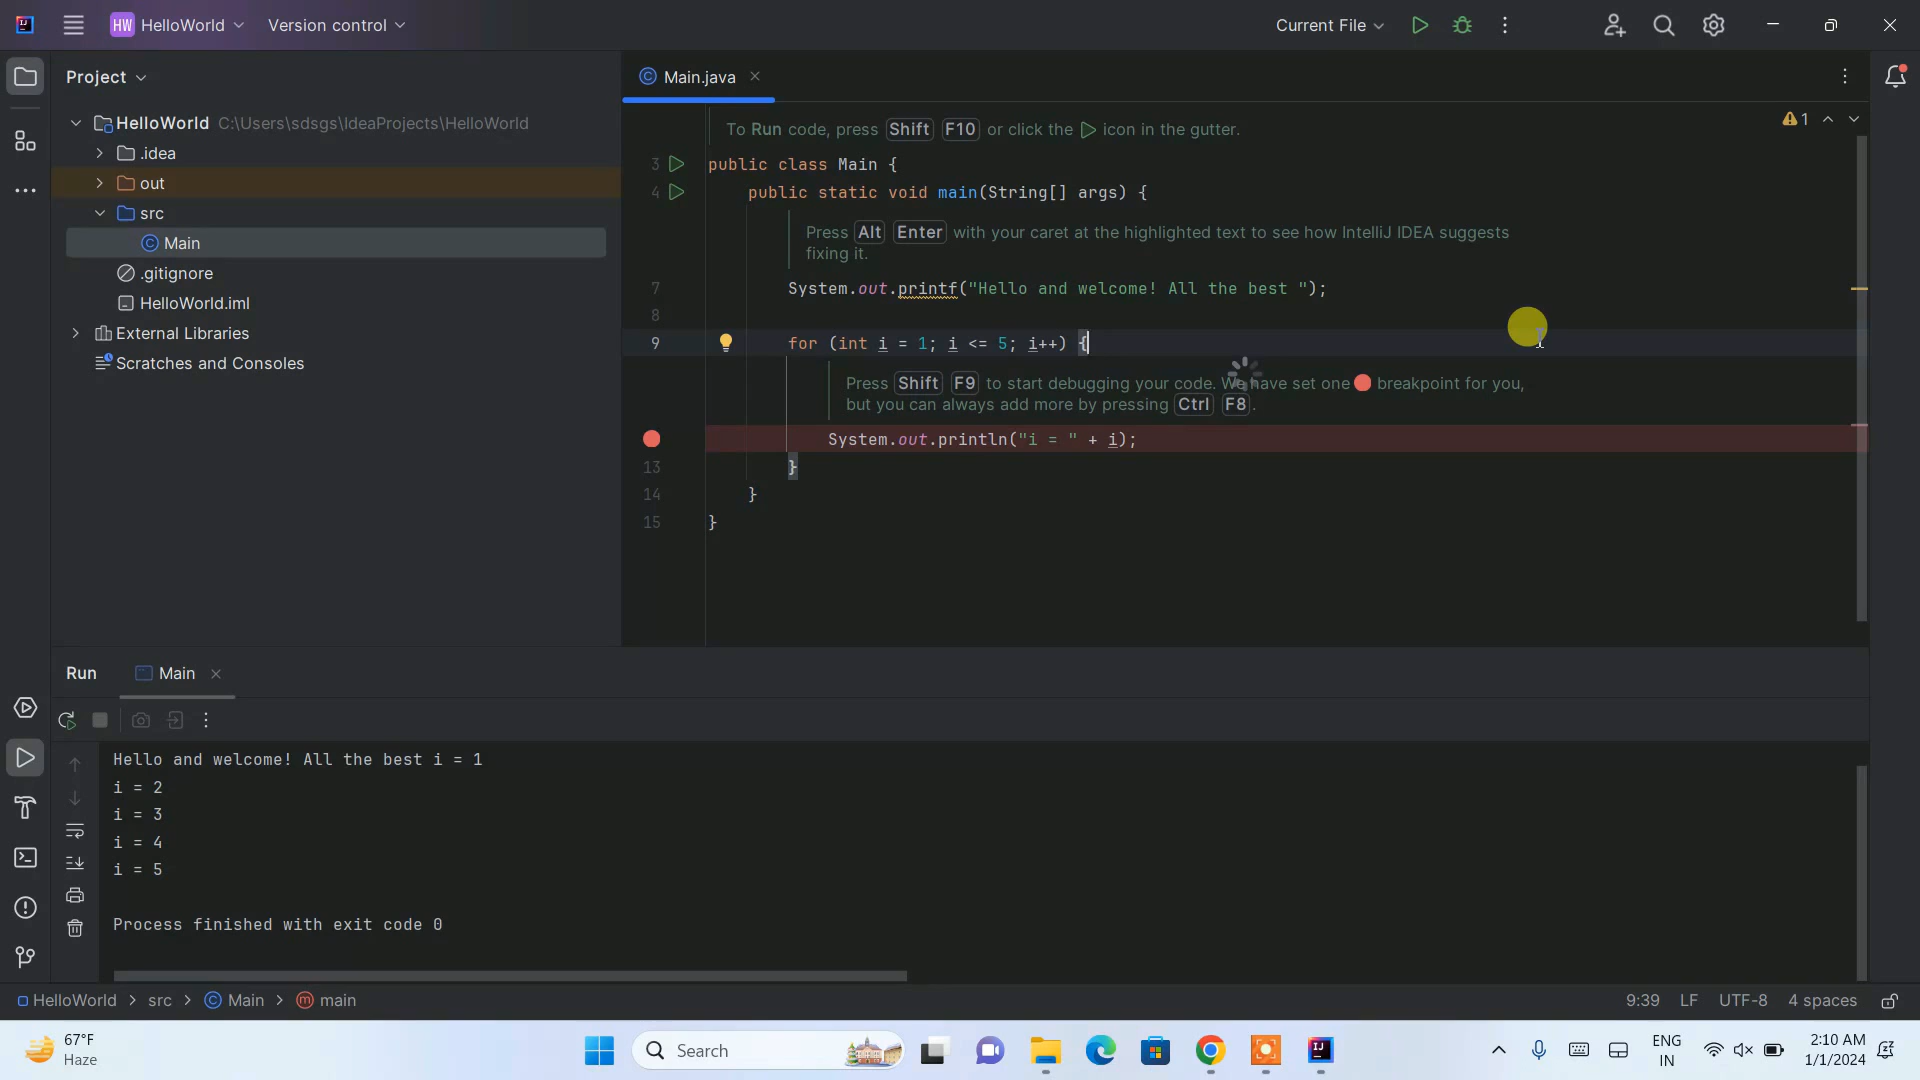 HW HelloWorld Version control Current File
Project
Main.java
HelloWorld C:\Users\sdsgs\IdeaProjects\HelloWorld
.idea
out
src
Main
.gitignore
HelloWorld.iml
External Libraries
Scratches and Consoles
To Run code, press Shift F10 or click the icon in the gutter.
1
3 public class Main {
4 public static void main(String[] args) {
Press Alt Enter with your caret at the highlighted text to see how IntelliJ IDEA suggests
fixing it.
7 System.out.printf("Hello and welcome! All the best ");
8
9 for (int i = 1; i <= 5; i++) {
Press Shift F9 to start debugging your code. We have set one breakpoint for you,
but you can always add more by pressing Ctrl F8.
System.out.println("i = " + i);
13 }
14 }
15 }
Run Main
Hello and welcome! All the best i = 1
i = 2
i = 3
i = 4
i = 5
Process finished with exit code 0
HelloWorld > src > Main > main
9:39 LF UTF-8 4 spaces
67°F
Haze
Search
ENG
IN
2:10 AM
1/1/2024